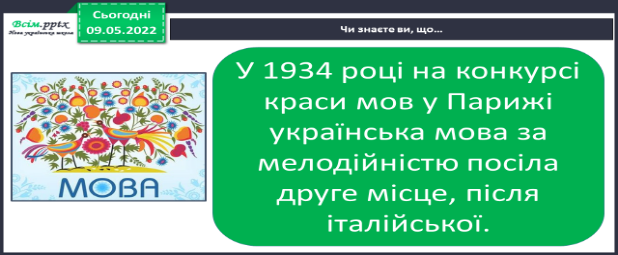 Всім.pptx
Нова українська школа
Сьогодні
09.05.2022
Чи знаєте ви, що…
МОВА
У 1934 році на конкурсі
краси мов у Парижі
українська мова за
мелодійністю посіла
друге місце, після
італійської.